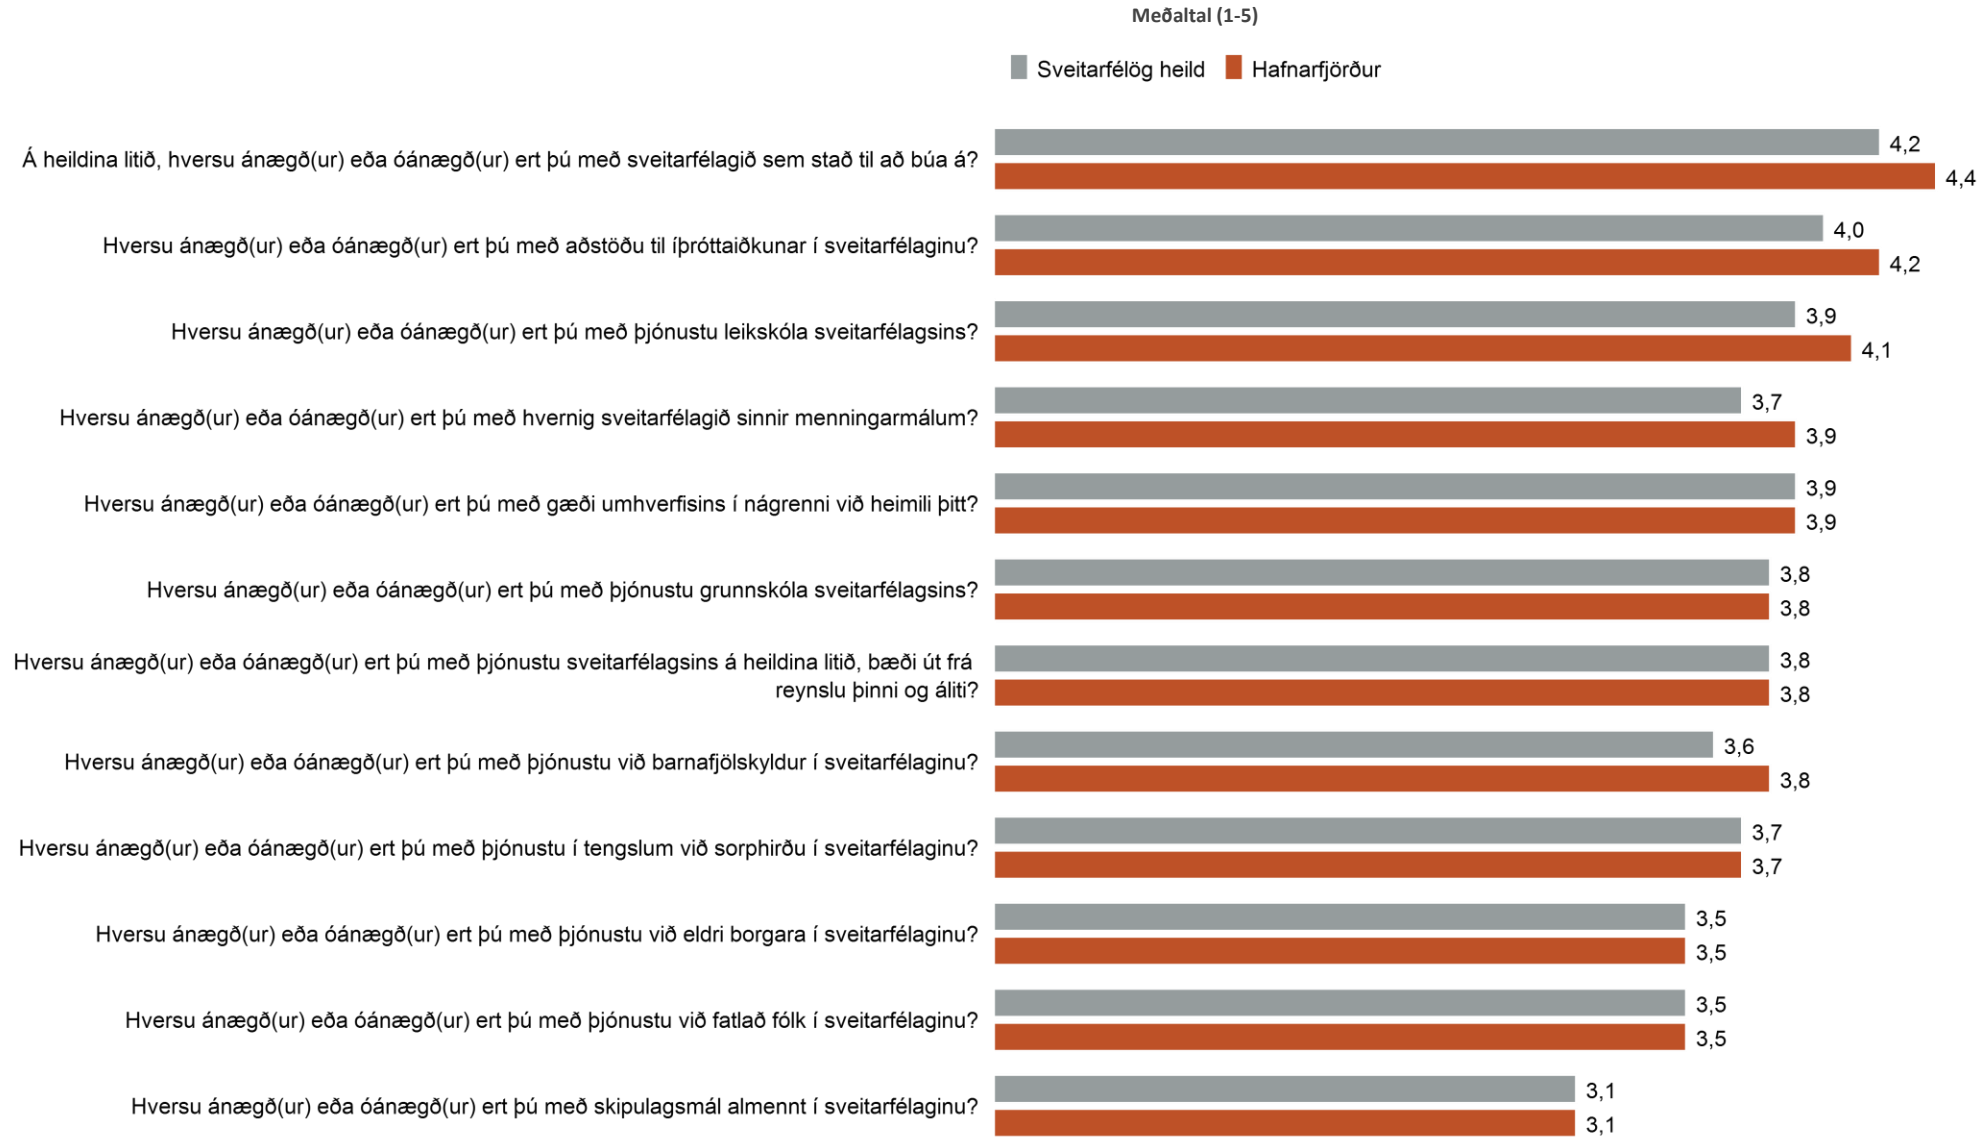 Meðaltal (1-5)
Sveitarfélög heild Hafnarfjörður
Á heildina litið, hversu ánægð(ur) eða óánægð(ur) ert þú með sveitarfélagið sem stað til að búa á?
4,2
4,4
Hversu ánægð(ur) eða óánægð(ur) ert þú með aðstöðu til íþróttaiðkunar í sveitarfélaginu?
4,0
4,2
Hversu ánægð(ur) eða óánægð(ur) ert þú með þjónustu leikskóla sveitarfélagsins?
3,9
4,1
Hversu ánægð(ur) eða óánægð(ur) ert þú með hvernig sveitarfélagið sinnir menningarmálum?
3,7
3,9
Hversu ánægð(ur) eða óánægð(ur) ert þú með gæði umhverfisins í nágrenni við heimili þitt?
3,9
3,9
Hversu ánægð(ur) eða óánægð(ur) ert þú með þjónustu grunnskóla sveitarfélagsins?
3,8
3,8
Hversu ánægð(ur) eða óánægð(ur) ert þú með þjónustu sveitarfélagsins á heildina litið, bæði út frá
reynslu þinni og áliti?
3,8
3,8
Hversu ánægð(ur) eða óánægð(ur) ert þú með þjónustu við barnafjölskyldur í sveitarfélaginu?
3,6
3,8
Hversu ánægð(ur) eða óánægð(ur) ert þú með þjónustu í tengslum við sorphirðu í sveitarfélaginu?
3,7
3,7
Hversu ánægð(ur) eða óánægð(ur) ert þú með þjónustu við eldri borgara í sveitarfélaginu?
3,5
3,5
Hversu ánægð(ur) eða óánægð(ur) ert þú með þjónustu við fatlað fólk í sveitarfélaginu?
3,5
3,5
Hversu ánægð(ur) eða óánægð(ur) ert þú með skipulagsmál almennt í sveitarfélaginu?
3,1
3,1